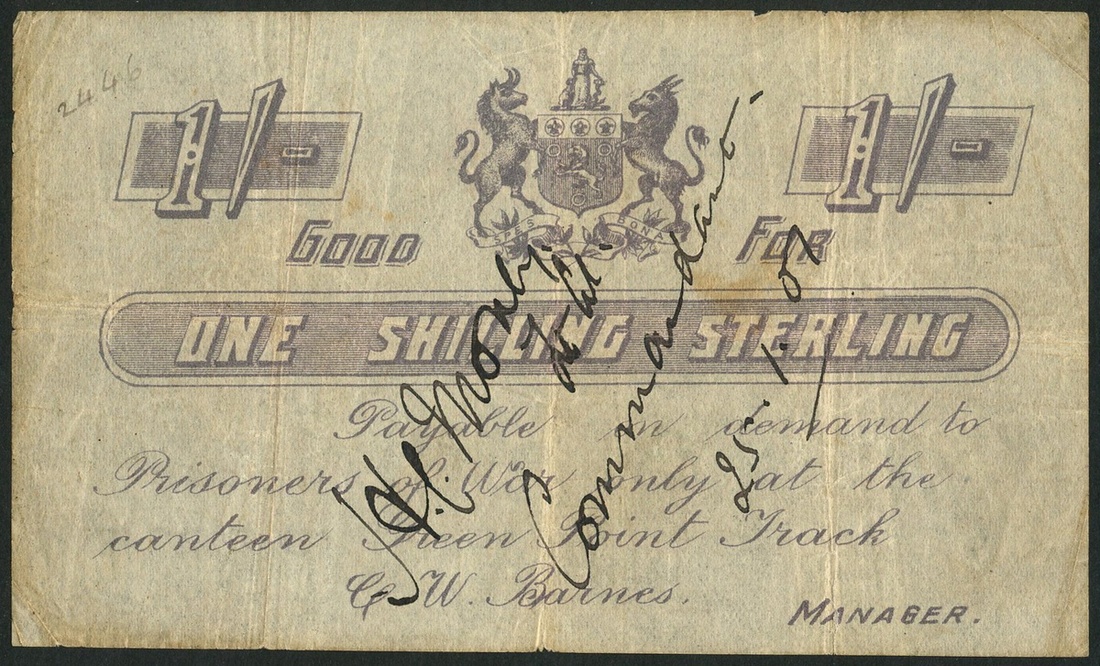 2446
1/- 1/-
SPES BONA
GOOD FOR
ONE SHILLING STERLING
Payable on demand to
Prisoners of War only at the
canteen Green Point Track
W. Barnes.
MANAGER.
Commandant.
25.1.01